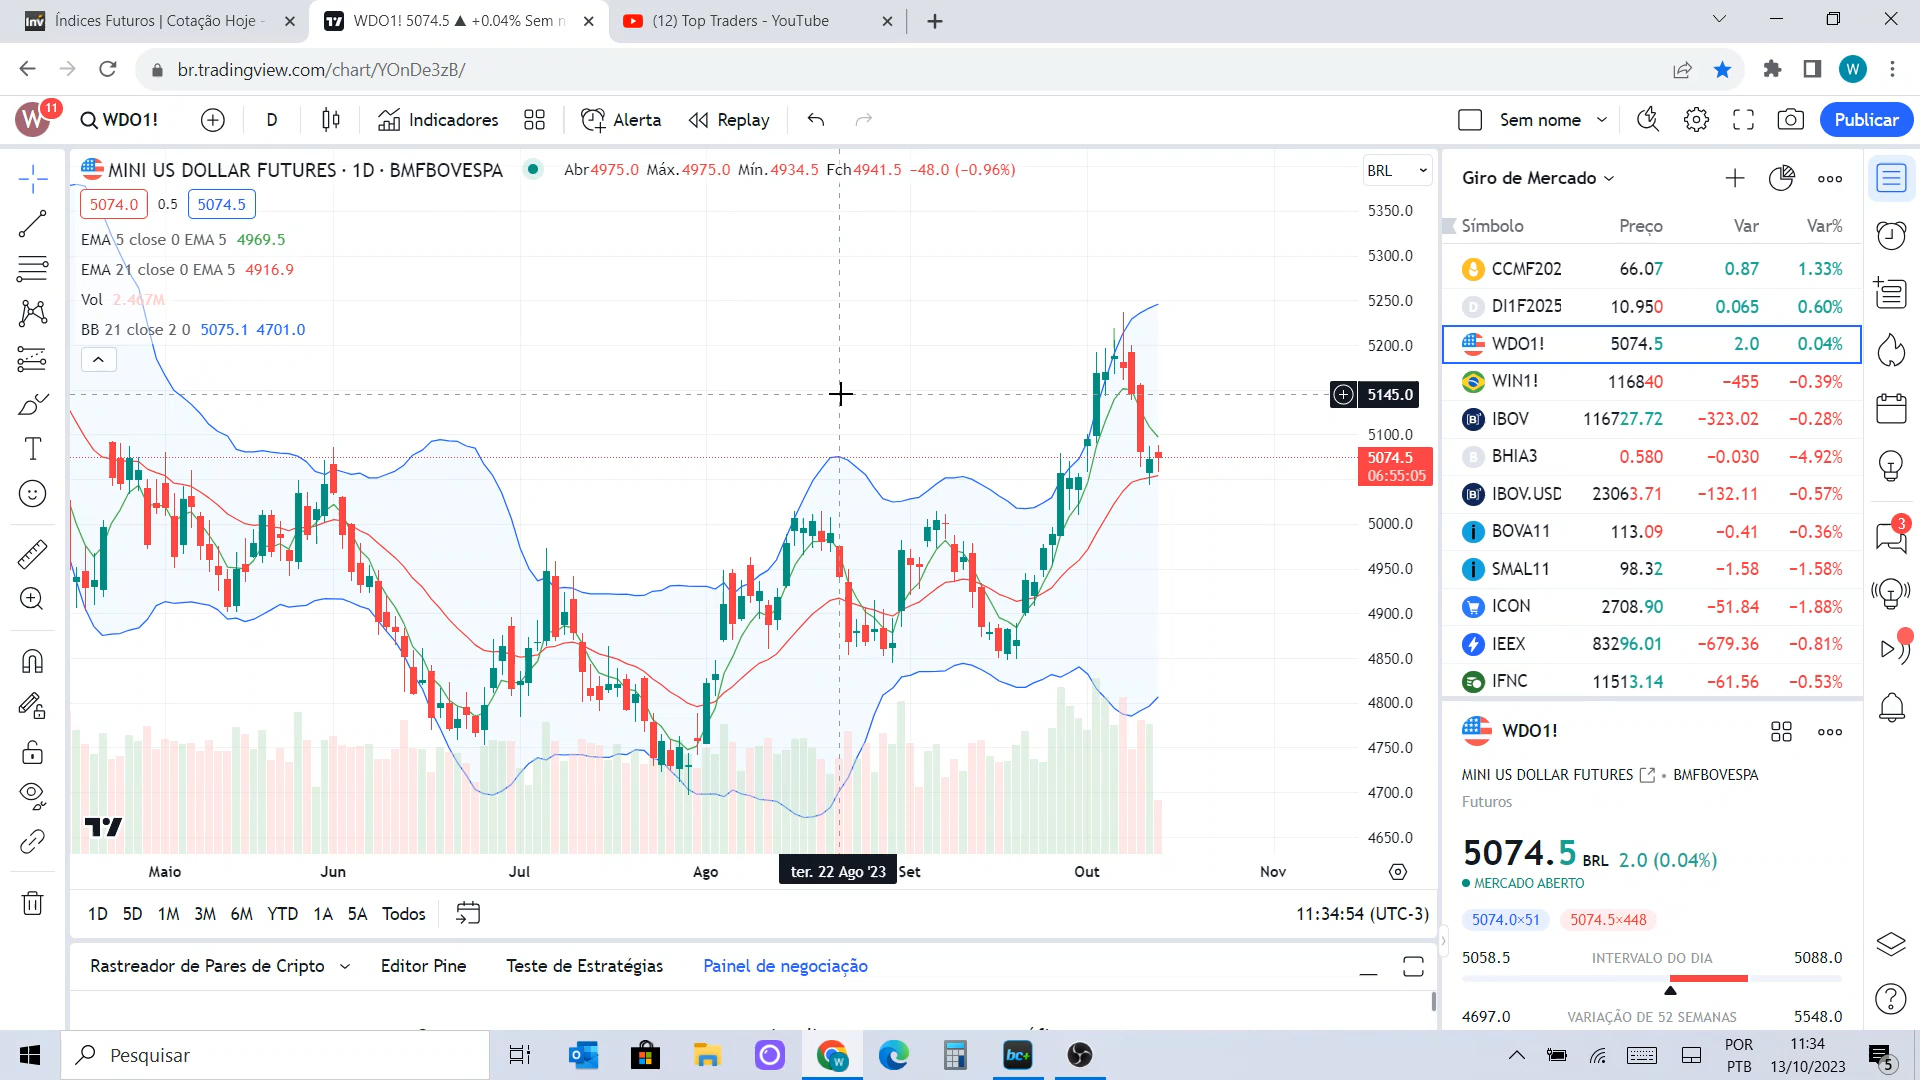 Índices Futuros | Cotação Hoje -
WDO1! 5074.5 ▲ +0.04% Sem n
(12) Top Traders - YouTube
br.tradingview.com/chart/YOnDe3zB/
W
W
11
WDO1!
D
Indicadores
Alerta
Replay
Sem nome
Publicar
MINI US DOLLAR FUTURES · 1D · BMFBOVESPA
Abr4975.0 Máx.4975.0 Mín.4934.5 Fch4941.5 −48.0 (−0.96%)
BRL
5074.0
0.5
5074.5
EMA 5 close 0 EMA 5 4969.5
EMA 21 close 0 EMA 5 4916.9
Vol 2.467M
BB 21 close 2 0 5075.1 4701.0
5350.0
5300.0
5250.0
5200.0
5145.0
5100.0
5074.5
06:55:05
5000.0
4950.0
4900.0
4850.0
4800.0
4750.0
4700.0
4650.0
Maio
Jun
Jul
Ago
ter. 22 Ago '23
Set
Out
Nov
1D 5D 1M 3M 6M YTD 1A 5A Todos
11:34:54 (UTC-3)
Rastreador de Pares de Cripto
Editor Pine
Teste de Estratégias
Painel de negociação
Giro de Mercado
Símbolo Preço Var Var%
CCMF202 66.07 0.87 1.33%
D DI1F2025 10.950 0.065 0.60%
WDO1! 5074.5 2.0 0.04%
WIN1! 116840 −455 −0.39%
IBOV 116727.72 −323.02 −0.28%
B BHIA3 0.580 −0.030 −4.92%
IBOV.USD 23063.71 −132.11 −0.57%
BOVA11 113.09 −0.41 −0.36%
SMAL11 98.32 −1.58 −1.58%
ICON 2708.90 −51.84 −1.88%
IEEX 83296.01 −679.36 −0.81%
IFNC 11513.14 −61.56 −0.53%
WDO1!
MINI US DOLLAR FUTURES • BMFBOVESPA
Futuros
5074.5 BRL 2.0 (0.04%)
MERCADO ABERTO
5074.0×51 5074.5×448
5058.5 INTERVALO DO DIA 5088.0
4697.0 VARIAÇÃO DE 52 SEMANAS 5548.0
3
Pesquisar
bc+
POR
PTB
11:34
13/10/2023
5